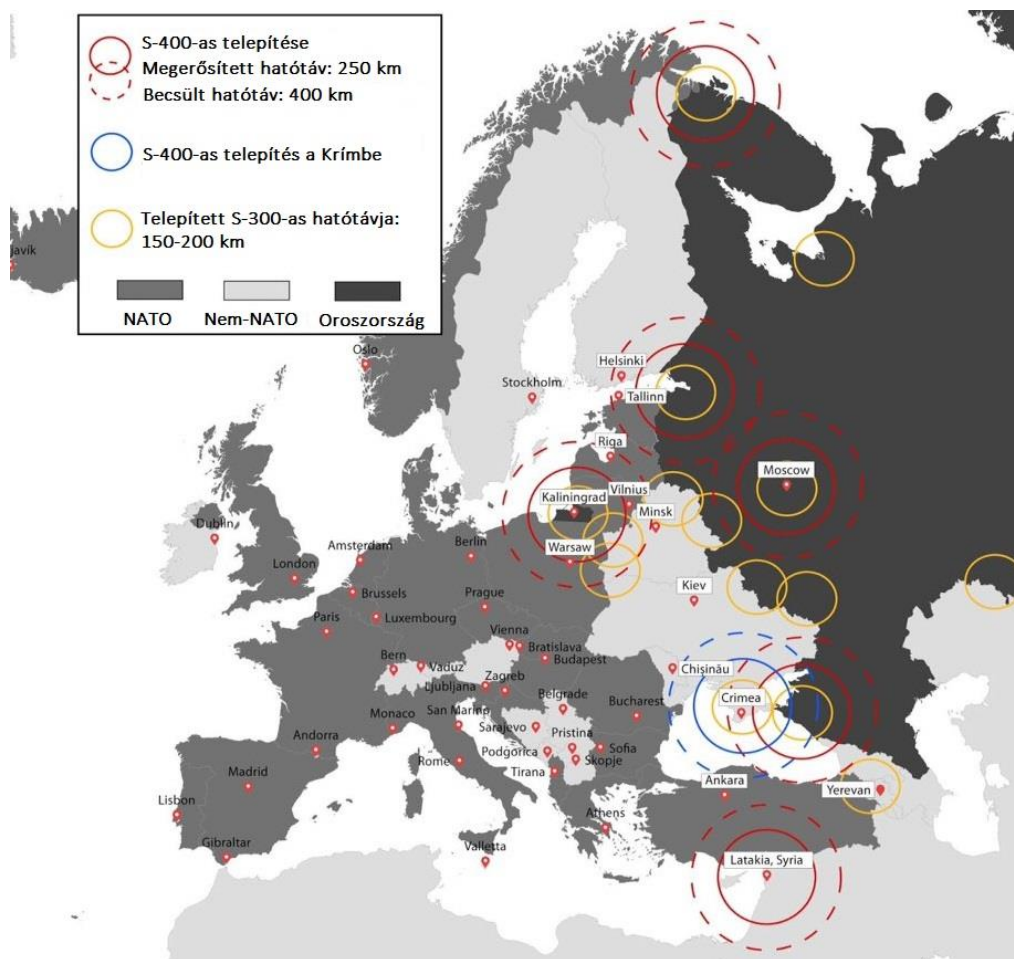 S-400-as telepítése
Megerősített hatótáv: 250 km
Becsült hatótáv: 400 km
S-400-as telepítés a Krímbe
Telepített S-300-as hatótávja:
150-200 km
NATO Nem-NATO Oroszország
javík
Oslo
Helsinki
Stockholm
Tallinn
Riga
Moscow
Kaliningrad
Vilnius
Minsk
Dublin
Amsterdam
Berlin
Warsaw
London
Brussels
Prague
Kiev
Paris
Luxembourg
Vienna
Bratislava
Bern
Budapest
Vaduz
Chișinău
Ljubljana
Zagreb
Belgrade
Crimea
Monaco
San Marino
Bucharest
Sarajevo
Pristina
Andorra
Podgorica
Sofia
Rome
Skopje
Tirana
Madrid
Ankara
Yerevan
Lisbon
Athens
Gibraltar
Valletta
Latakia, Syria